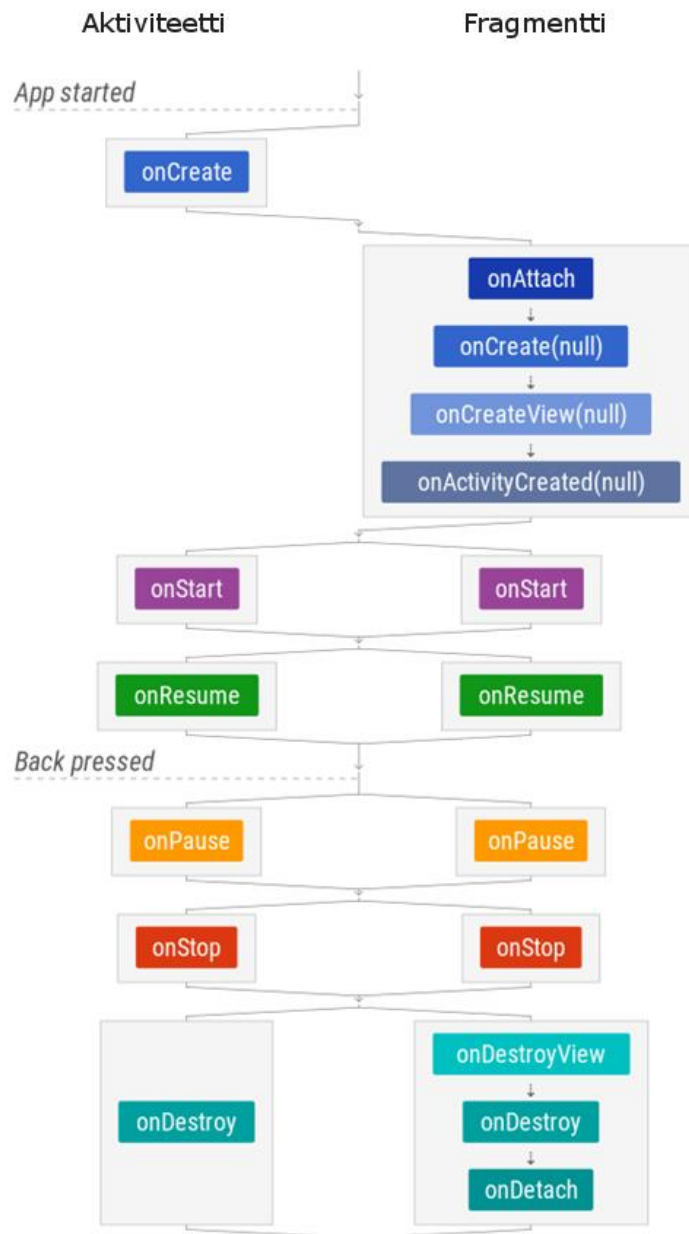 Aktiviteetti Fragmentti
App started
onCreate
onAttach
onCreate(null)
onCreateView(null)
onActivityCreated(null)
onStart onStart
onResume onResume
Back pressed
onPause onPause
onStop onStop
onDestroyView
onDestroy onDestroy
onDetach